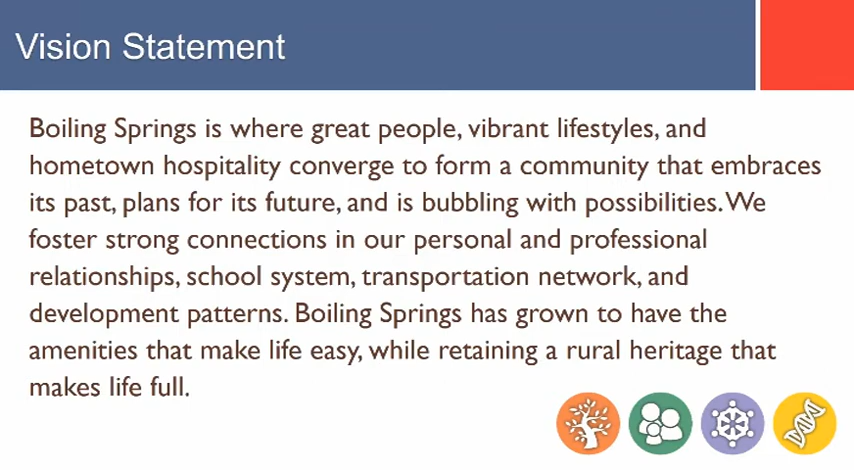 Vision Statement
Boiling Springs is where great people, vibrant lifestyles, and
hometown hospitality converge to form a community that embraces
its past, plans for its future, and is bubbling with possibilities. We
foster strong connections in our personal and professional
relationships, school system, transportation network, and
development patterns. Boiling Springs has grown to have the
amenities that make life easy, while retaining a rural heritage that
makes life full.